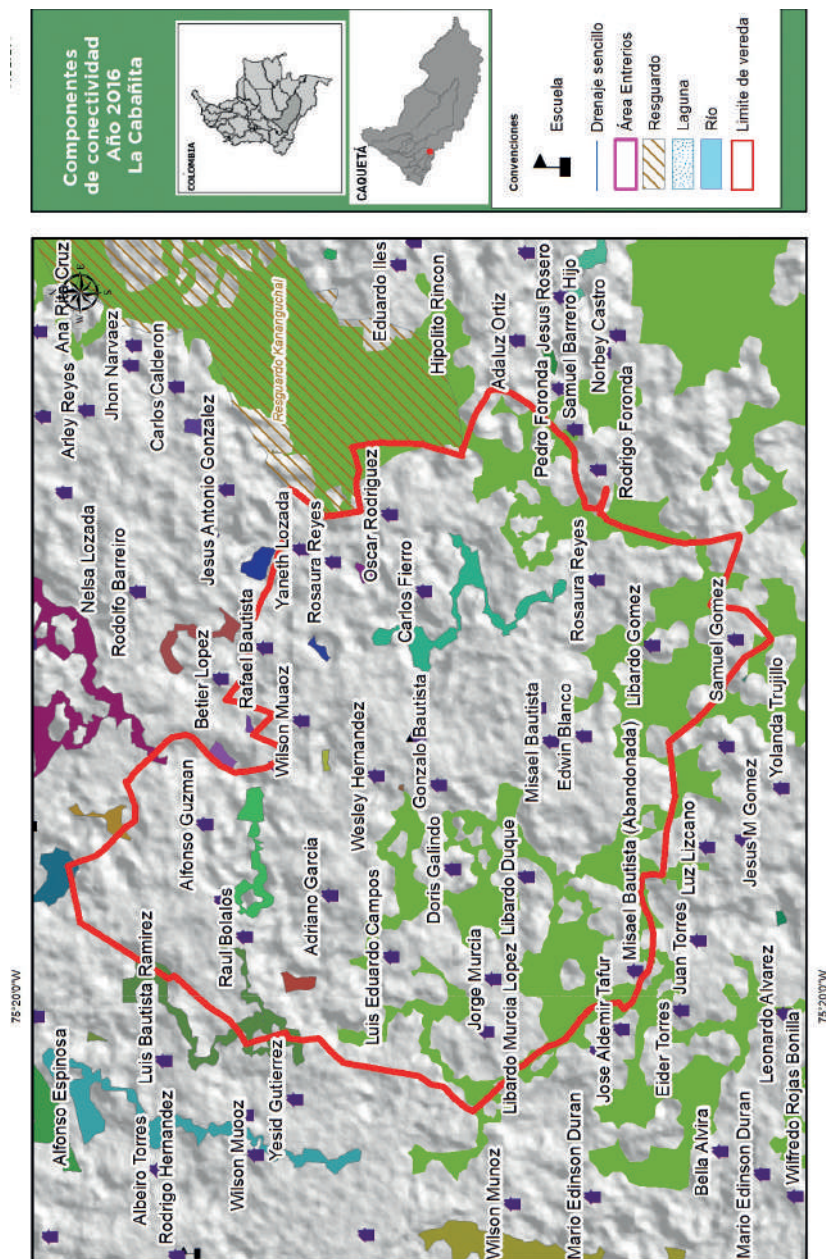 Componentes
de conectividad
Año 2016
La Cabañita
COLOMBIA
CAQUETÁ
Convenciones
Escuela
Drenaje sencillo
Área Entrerios
Resguardo
Laguna
Río
Limite de vereda
75°20'0"W
Alfonso Espinosa
Albeiro Torres
Rodrigo Hernandez
Luis Bautista Ramirez
Wilson Muooz
Yesid Gutierrez
Raul Bolalos
Alfonso Guzman
Adriano Garcia
Nelsa Lozada
Rodolfo Barreiro
Betier Lopez
Rafael Bautista
Wilson Muaoz
Jesus Antonio Gonzalez
Yaneth Lozada
Rosaura Reyes
Arley Reyes
Ana Rita Cruz
Jhon Narvaez
Carlos Calderon
Resguardo Kananguchal
Eduardo Iles
Hipolito Rincon
Oscar Rodriguez
Carlos Fierro
Wesley Hernandez
Gonzalo Bautista
Luis Eduardo Campos
Doris Galindo
Libardo Duque
Jorge Murcia
Libardo Murcia Lopez
Wilson Munoz
Mario Edinson Duran
Jose Aldemir Tafur
Misael Bautista (Abandonada)
Misael Bautista
Edwin Blanco
Rosaura Reyes
Libardo Gomez
Samuel Gomez
Adaluz Ortiz
Jesus Rosero
Pedro Foronda
Samuel Barrero Hijo
Norbey Castro
Rodrigo Foronda
Eider Torres
Juan Torres
Luz Lizcano
Jesus M Gomez
Yolanda Trujillo
Bella Alvira
Mario Edinson Duran
Leonardo Alvarez
Wilfredo Rojas Bonilla
N
E
S
W
75°20'0"W